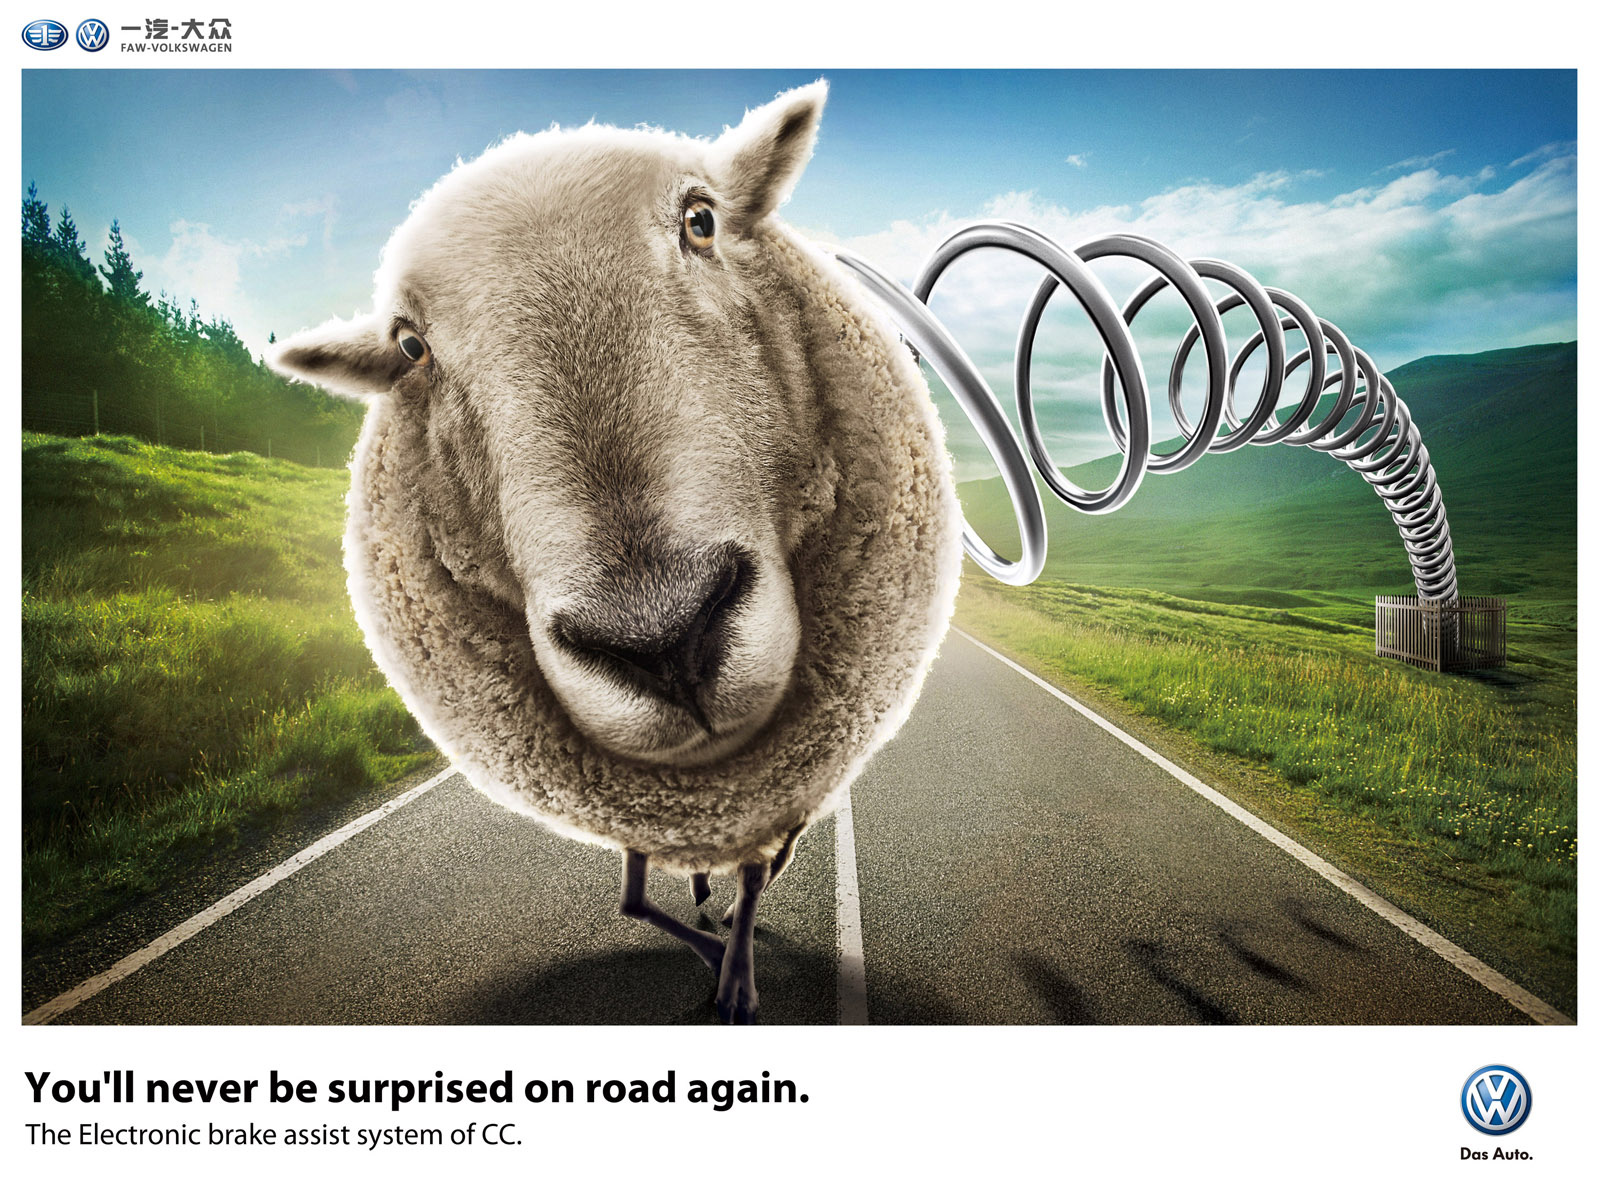 一汽-大众
FAW-VOLKSWAGEN
You'll never be surprised on road again.
The Electronic brake assist system of CC.
Das Auto.